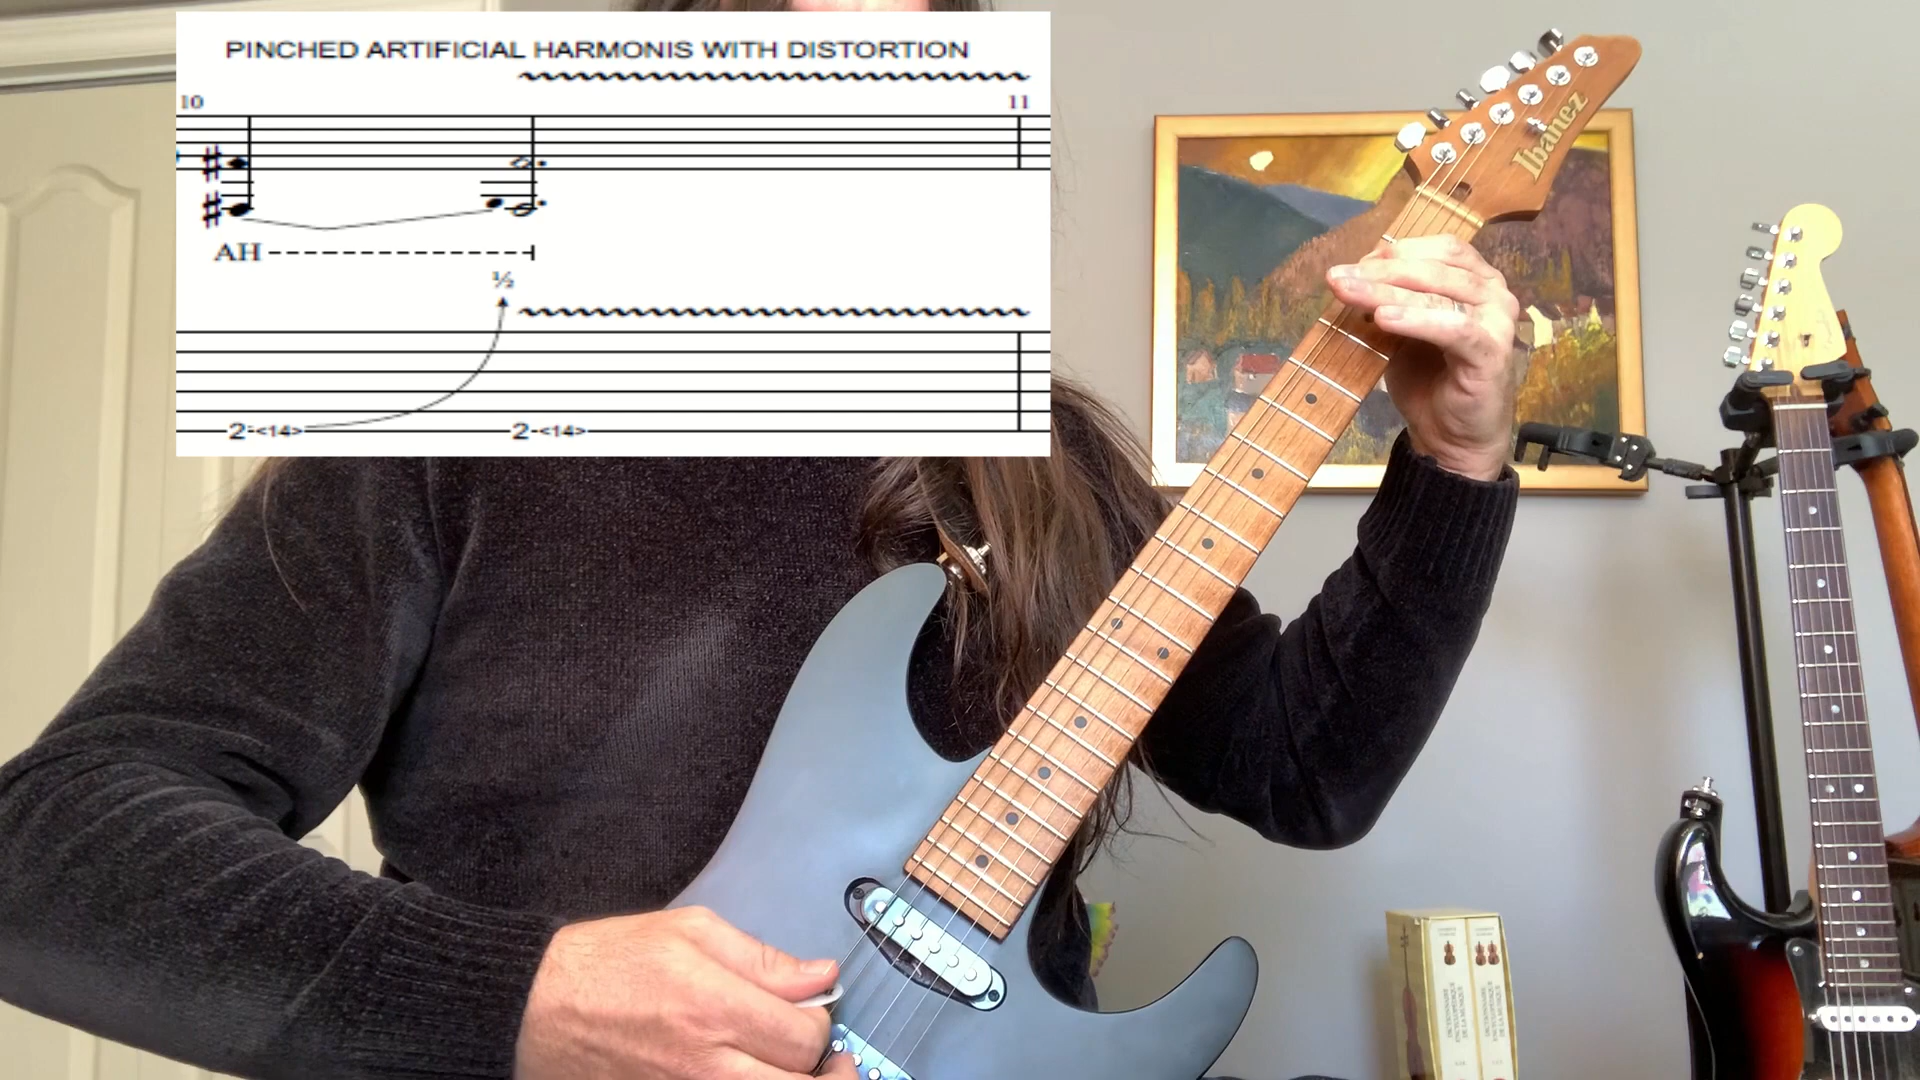 PINCHED ARTIFICIAL HARMONIS WITH DISTORTION
10
11
AH
½
2 <14>
2 <14>
Ibanez